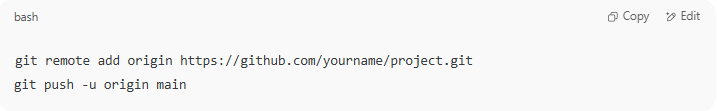 bash
Copy
Edit
git remote add origin https://github.com/yourname/project.git
git push -u origin main